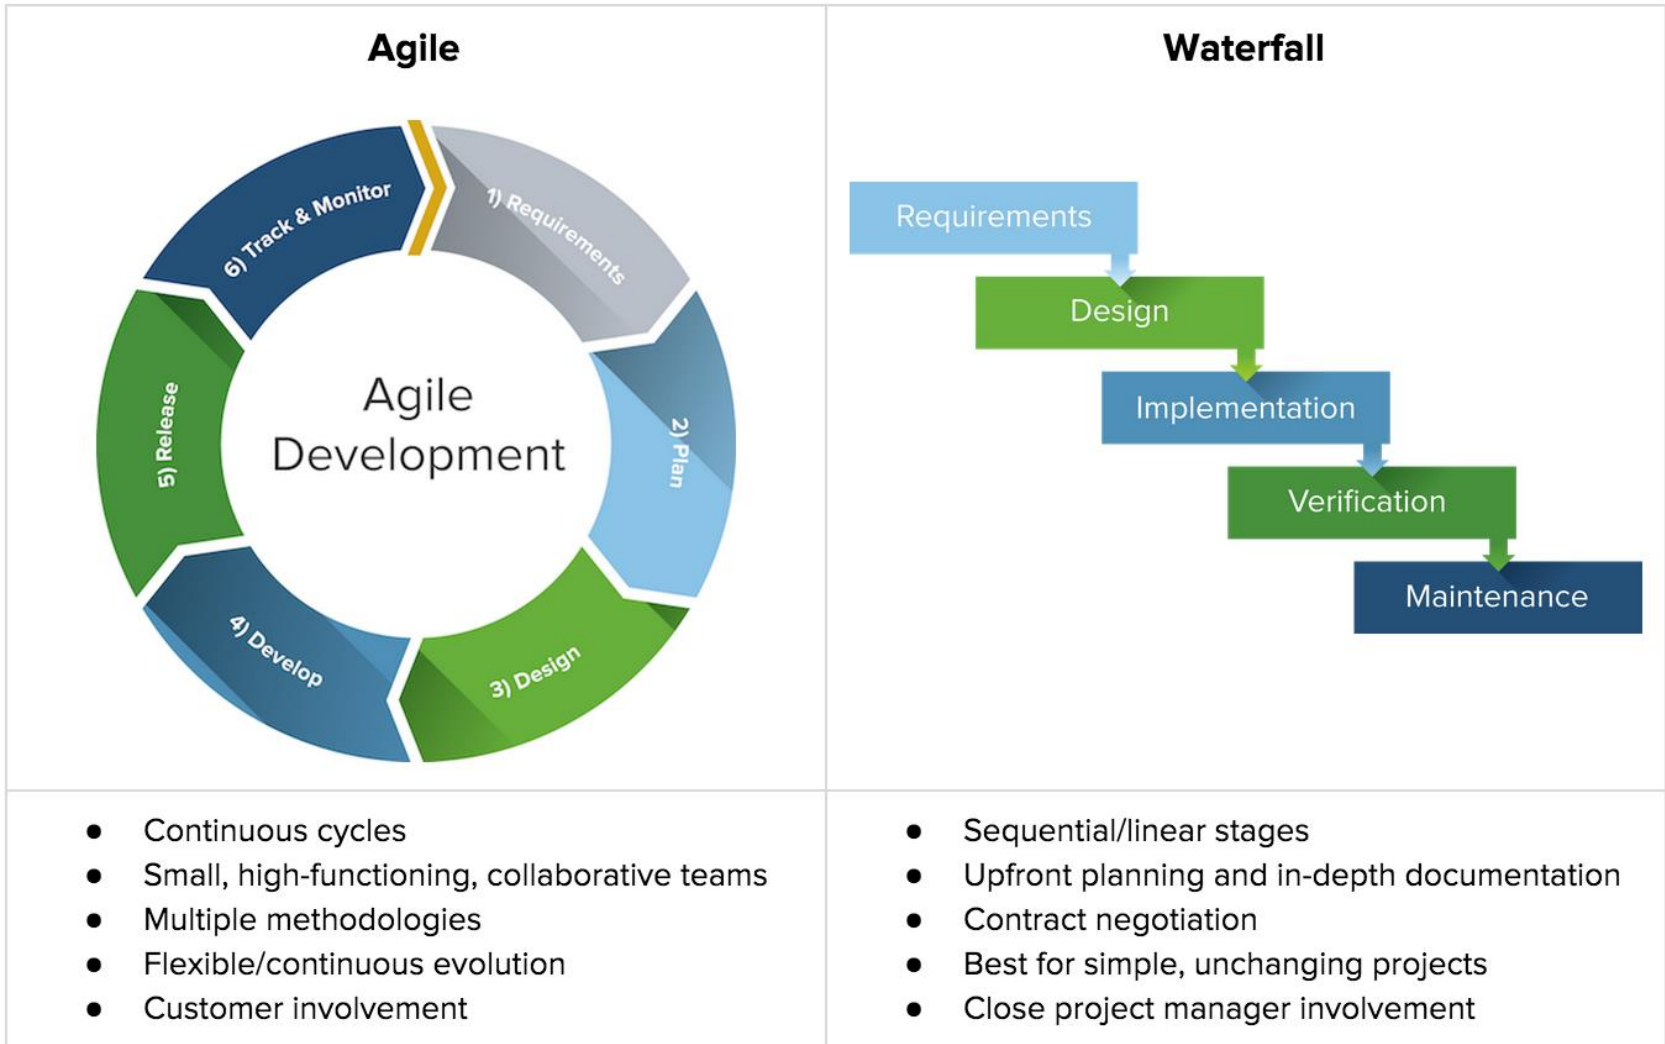 Agile
6) Track & Monitor
1) Requirements
2) Plan
3) Design
4) Develop
5) Release
Agile
Development
● Continuous cycles
● Small, high-functioning, collaborative teams
● Multiple methodologies
● Flexible/continuous evolution
● Customer involvement
Waterfall
Requirements
Design
Implementation
Verification
Maintenance
● Sequential/linear stages
● Upfront planning and in-depth documentation
● Contract negotiation
● Best for simple, unchanging projects
● Close project manager involvement